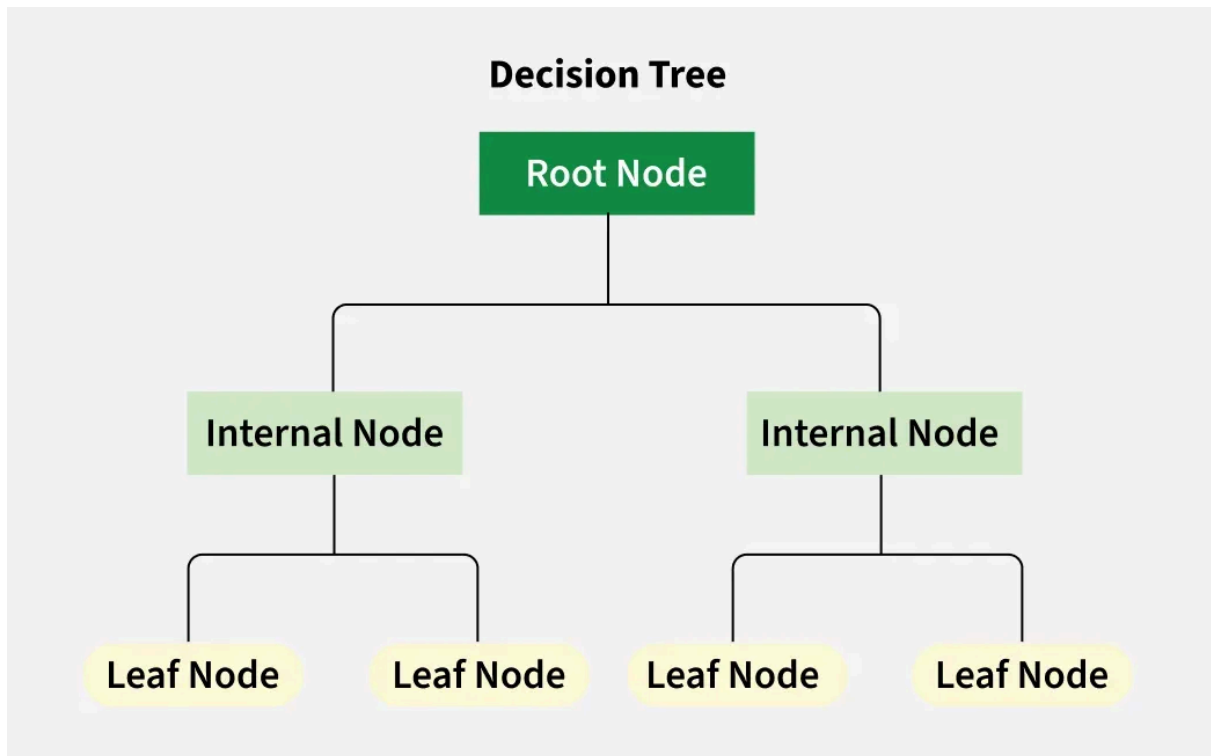 Decision Tree
Root Node
Internal Node
Internal Node
Leaf Node
Leaf Node
Leaf Node
Leaf Node